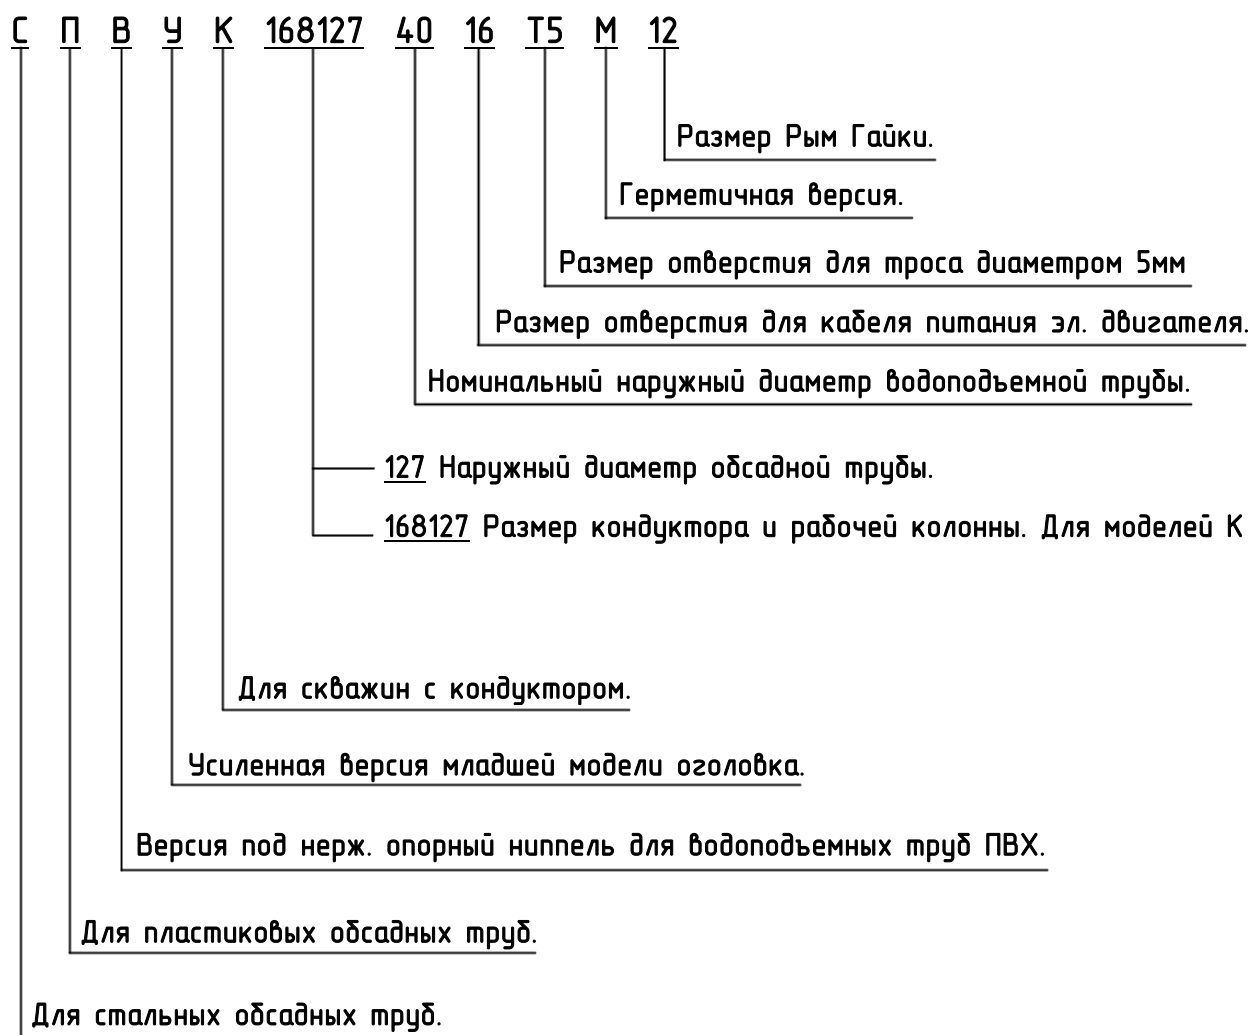 С П В У К 168127 40 16 Т5 М 12
Размер Рым Гайки.
Герметичная версия.
Размер отверстия для троса диаметром 5мм
Размер отверстия для кабеля питания эл. двигателя.
Номинальный наружный диаметр водоподъемной трубы.
127 Наружный диаметр обсадной трубы.
168127 Размер кондуктора и рабочей колонны. Для моделей К
Для скважин с кондуктором.
Усиленная версия младшей модели оголовка.
Версия под нерж. опорный ниппель для водоподъемных труб ПВХ.
Для пластиковых обсадных труб.
Для стальных обсадных труб.